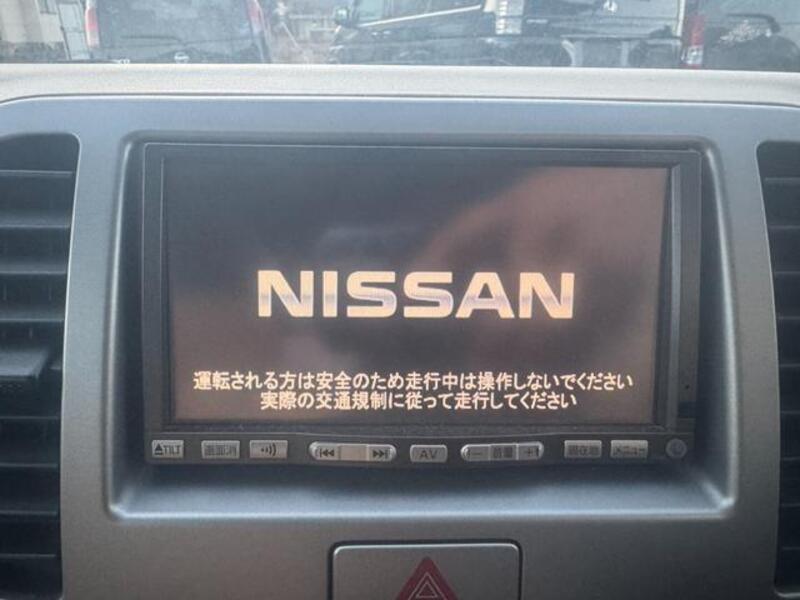 NISSAN
運転される方は安全のため走行中は操作しないでください
実際の交通規制に従って走行してください
▲TILT 画面消 AV − 音量 + 現在地 メニュー